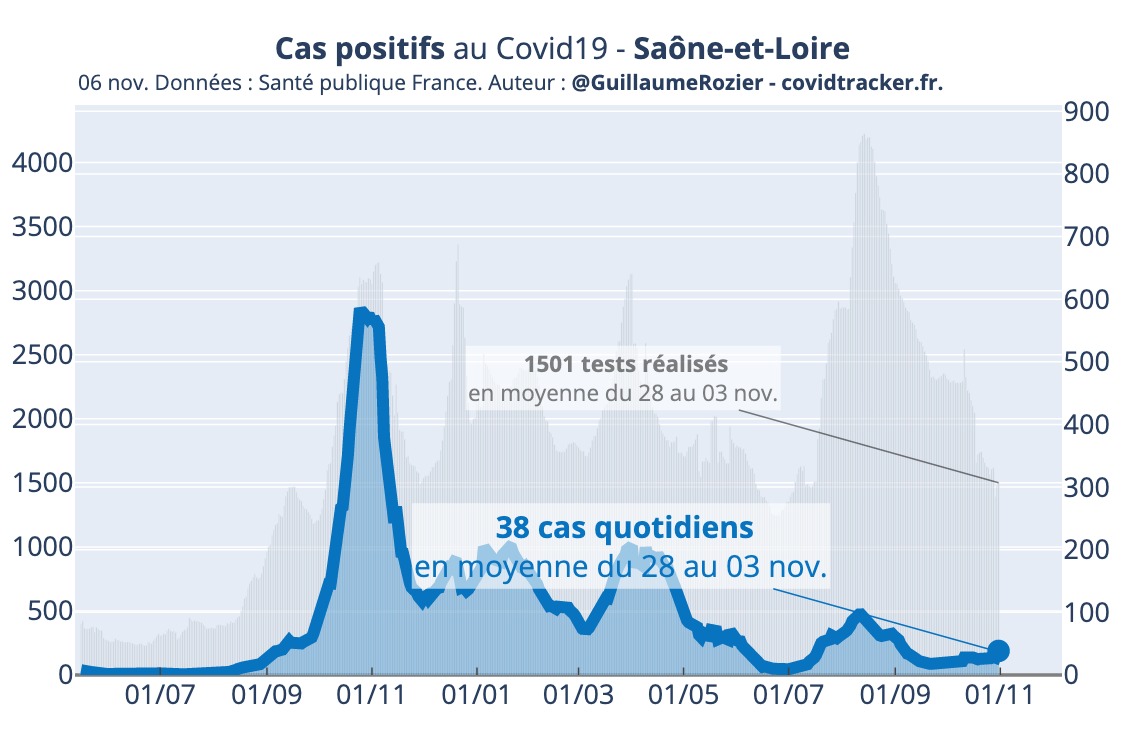 Cas positifs au Covid19 - Saône-et-Loire
06 nov. Données : Santé publique France. Auteur : @GuillaumeRozier - covidtracker.fr.
900
4000
800
3500
700
3000
600
2500
500
1501 tests réalisés
en moyenne du 28 au 03 nov.
2000
400
1500
300
38 cas quotidiens
1000
200
en moyenne du 28 au 03 nov.
500
100
0
0
01/07 01/09 01/11 01/01 01/03 01/05 01/07 01/09 01/11